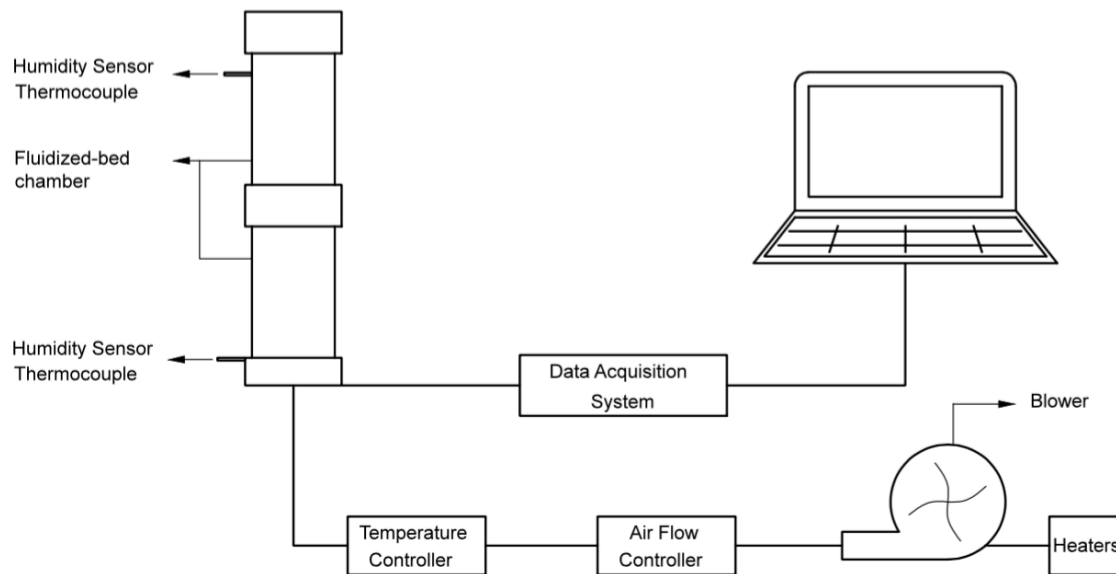 Humidity Sensor
Thermocouple
Fluidized-bed
chamber
Humidity Sensor
Thermocouple
Data Acquisition
System
Blower
Temperature
Controller
Air Flow
Controller
Heaters